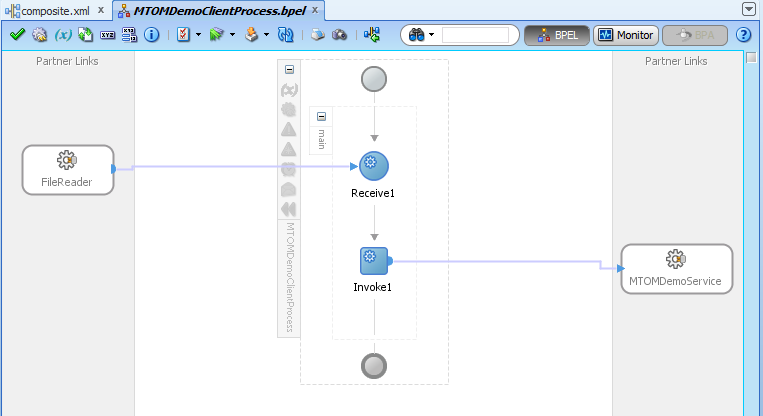 composite.xml
MTOMDemoClientProcess.bpel
BPEL
Monitor
BPA
Partner Links
Partner Links
main
FileReader
Receive1
MTOMDemoClientProcess
Invoke1
MTOMDemoService